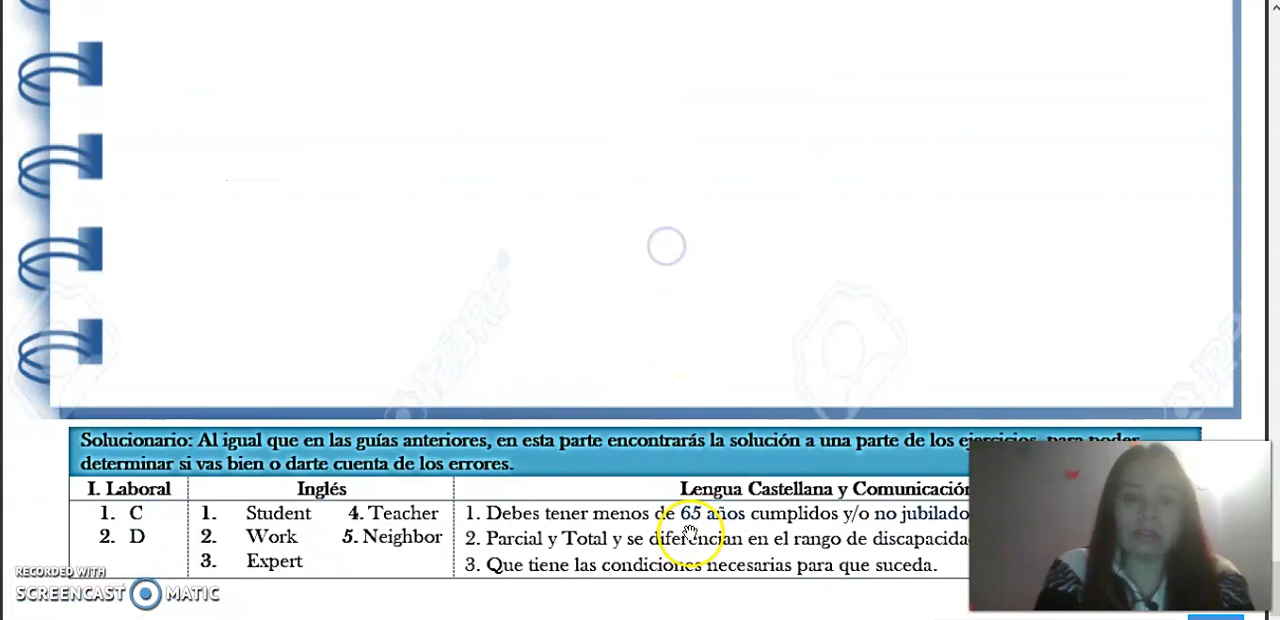 Solucionario: Al igual que en las guías anteriores, en esta parte encontrarás la solución a una parte de los ejercicios, para poder
determinar si vas bien o darte cuenta de los errores.
I. Laboral
Inglés
Lengua Castellana y Comunicación
1. C
2. D
1. Student
2. Work
3. Expert
4. Teacher
5. Neighbor
1. Debes tener menos de 65 años cumplidos y/o no jubilado
2. Parcial y Total y se diferencian en el rango de discapacida
3. Que tiene las condiciones necesarias para que suceda.
RECORDED WITH
SCREENCAST MATIC